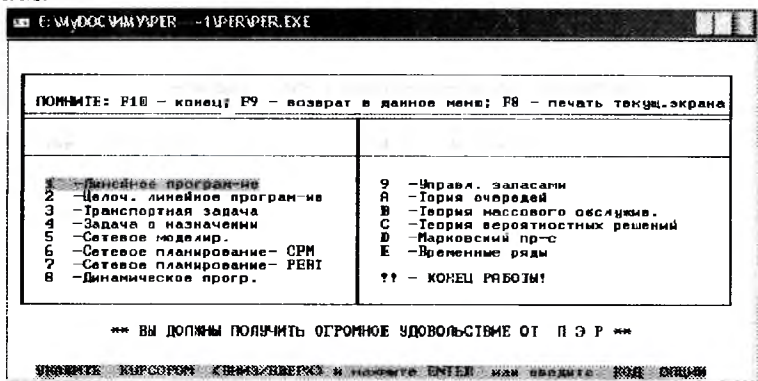 E:\MyDOC\ИМУ\PER\PER.EXE
ПОМНИТЕ: F10 - конец; F9 - возврат в данное меню; F8 - печать текущ.экрана
1 -Линейное програм-ие
2 -Целоч. линейное програм-ие
3 -Транспортная задача
4 -Задача о назначении
5 -Сетевое моделир.
6 -Сетевое планирование- CPM
7 -Сетевое планирование- PERT
8 -Динамическое прогр.
9 -Управл. запасами
A -Тория очередей
B -Теория массового обслужив.
C -Теория вероятностных решений
D -Марковский пр-с
E -Временные ряды
?? - КОНЕЦ РАБОТЫ!
** ВЫ ДОЛЖНЫ ПОЛУЧИТЬ ОГРОМНОЕ УДОВОЛЬСТВИЕ ОТ П Э Р **
УКАЖИТЕ КУРСОРОМ <ВНИЗ/ВВЕРХ> и нажмите ENTER или введите КОД ОПЦИИ